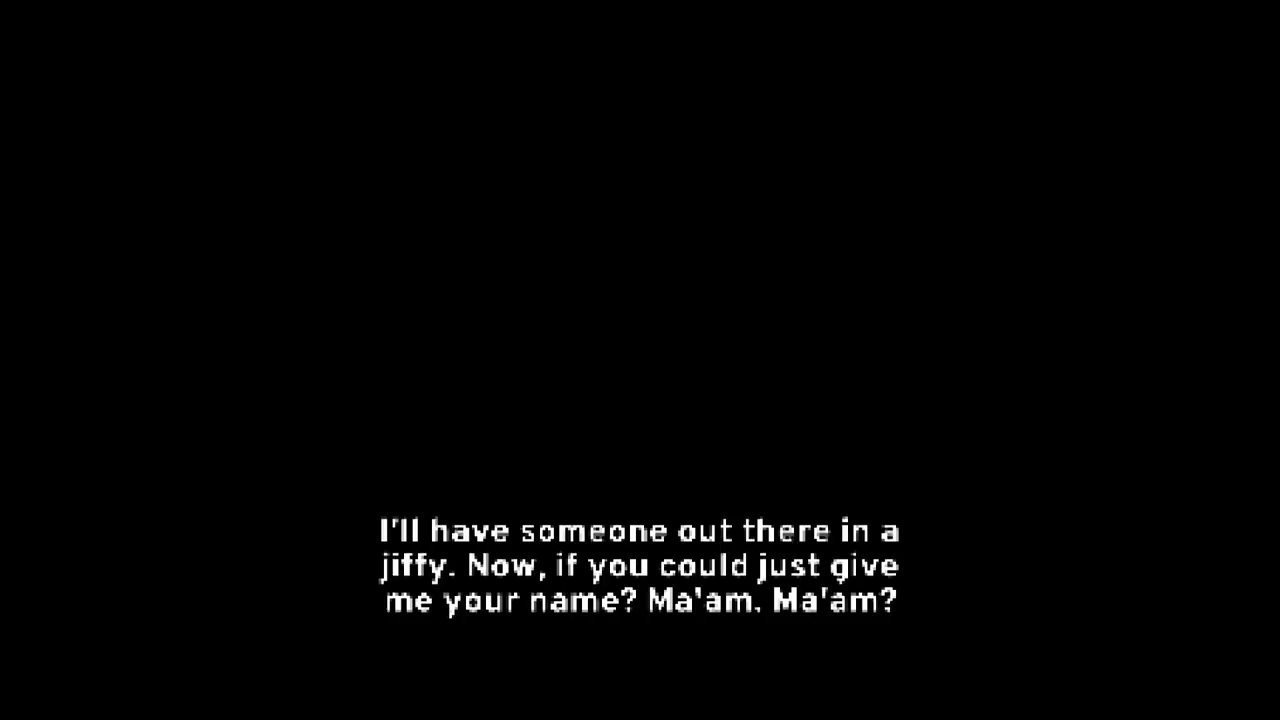 I'll have someone out there in a
jiffy. Now, if you could just give
me your name? Ma'am. Ma'am?